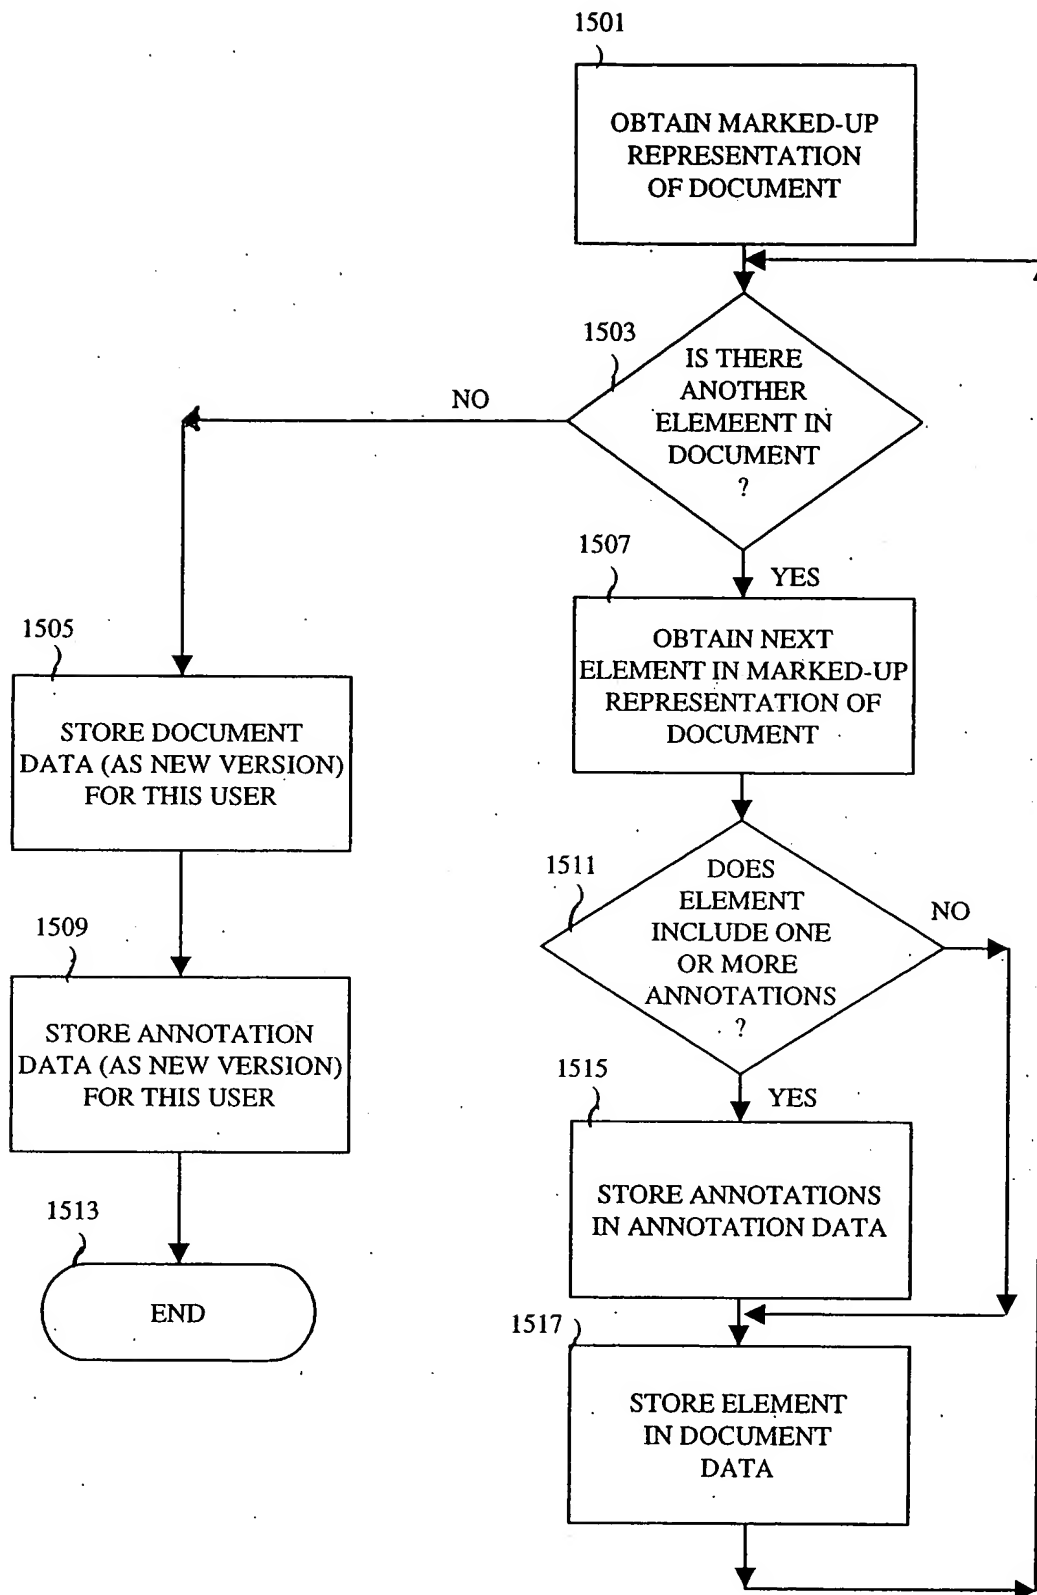 1501
OBTAIN MARKED-UP
REPRESENTATION
OF DOCUMENT
1503
IS THERE
ANOTHER
ELEMEENT IN
DOCUMENT
?
NO
YES
1507
OBTAIN NEXT
ELEMENT IN MARKED-UP
REPRESENTATION OF
DOCUMENT
1505
STORE DOCUMENT
DATA (AS NEW VERSION)
FOR THIS USER
1511
DOES
ELEMENT
INCLUDE ONE
OR MORE
ANNOTATIONS
?
NO
YES
1509
STORE ANNOTATION
DATA (AS NEW VERSION)
FOR THIS USER
1515
STORE ANNOTATIONS
IN ANNOTATION DATA
1513
END
1517
STORE ELEMENT
IN DOCUMENT
DATA